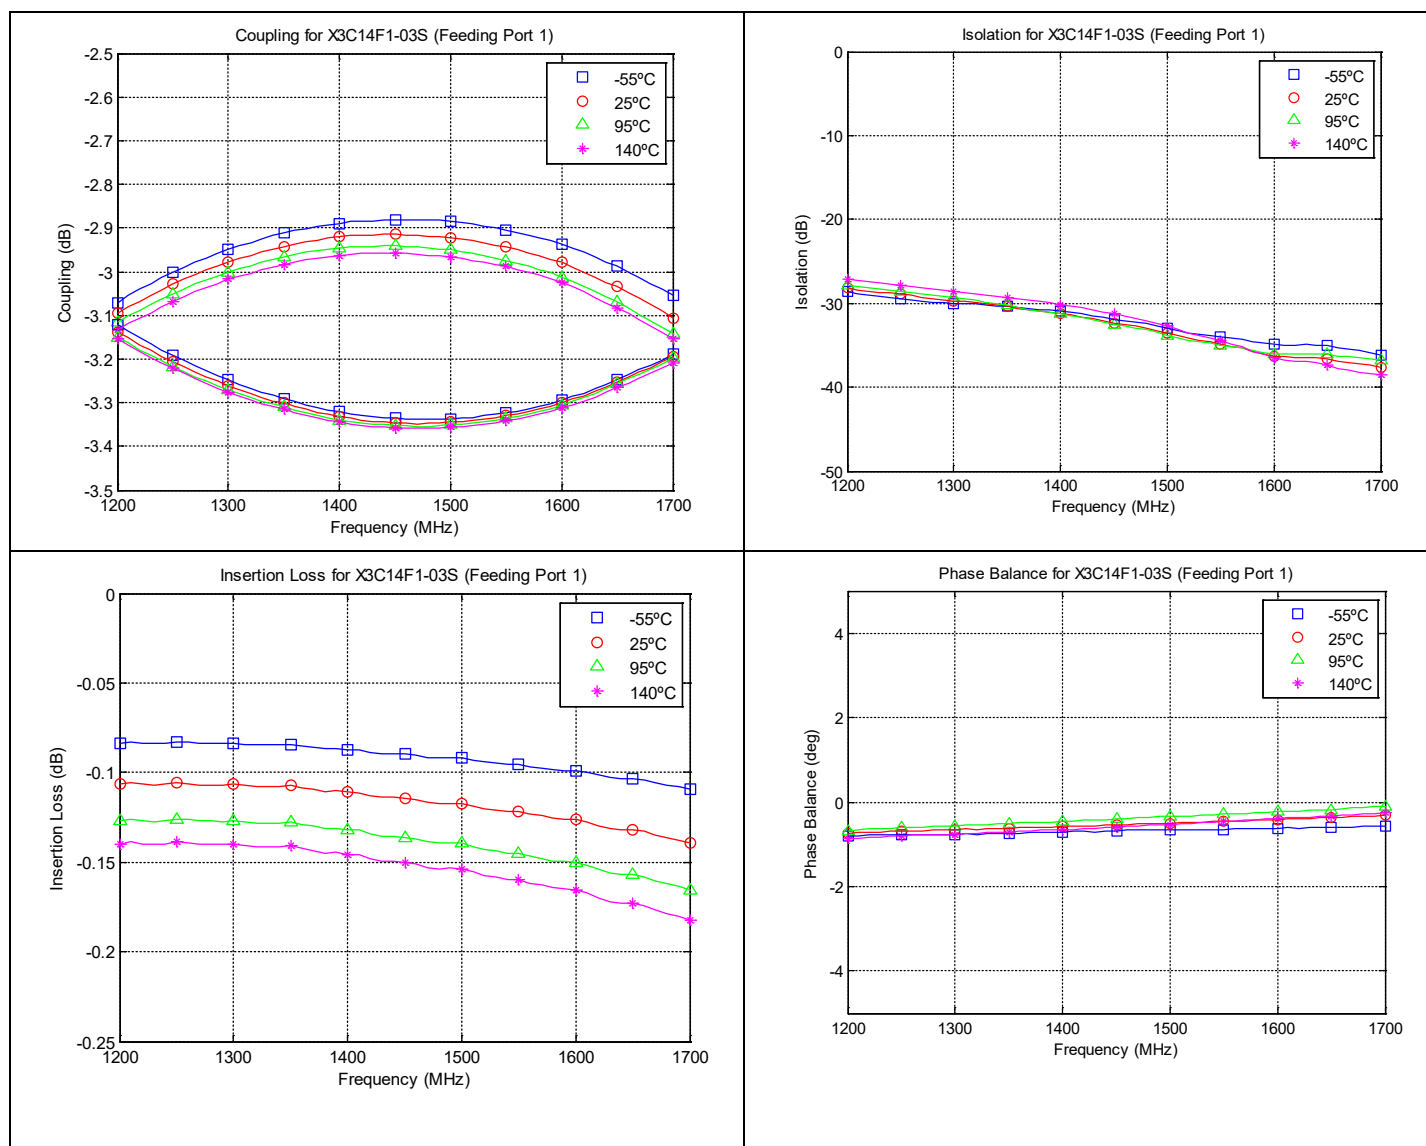 Coupling for X3C14F1-03S (Feeding Port 1)
-2.5
-2.6
-2.7
-2.8
-2.9
-3
-3.1
-3.2
-3.3
-3.4
-3.5
Coupling (dB)
-55ºC
25ºC
95ºC
140ºC
1200 1300 1400 1500 1600 1700
Frequency (MHz)
Isolation for X3C14F1-03S (Feeding Port 1)
0
-10
-20
-30
-40
-50
Isolation (dB)
-55ºC
25ºC
95ºC
140ºC
1200 1300 1400 1500 1600 1700
Frequency (MHz)
Insertion Loss for X3C14F1-03S (Feeding Port 1)
0
-0.05
-0.1
-0.15
-0.2
-0.25
Insertion Loss (dB)
-55ºC
25ºC
95ºC
140ºC
1200 1300 1400 1500 1600 1700
Frequency (MHz)
Phase Balance for X3C14F1-03S (Feeding Port 1)
4
2
0
-2
-4
Phase Balance (deg)
-55ºC
25ºC
95ºC
140ºC
1200 1300 1400 1500 1600 1700
Frequency (MHz)